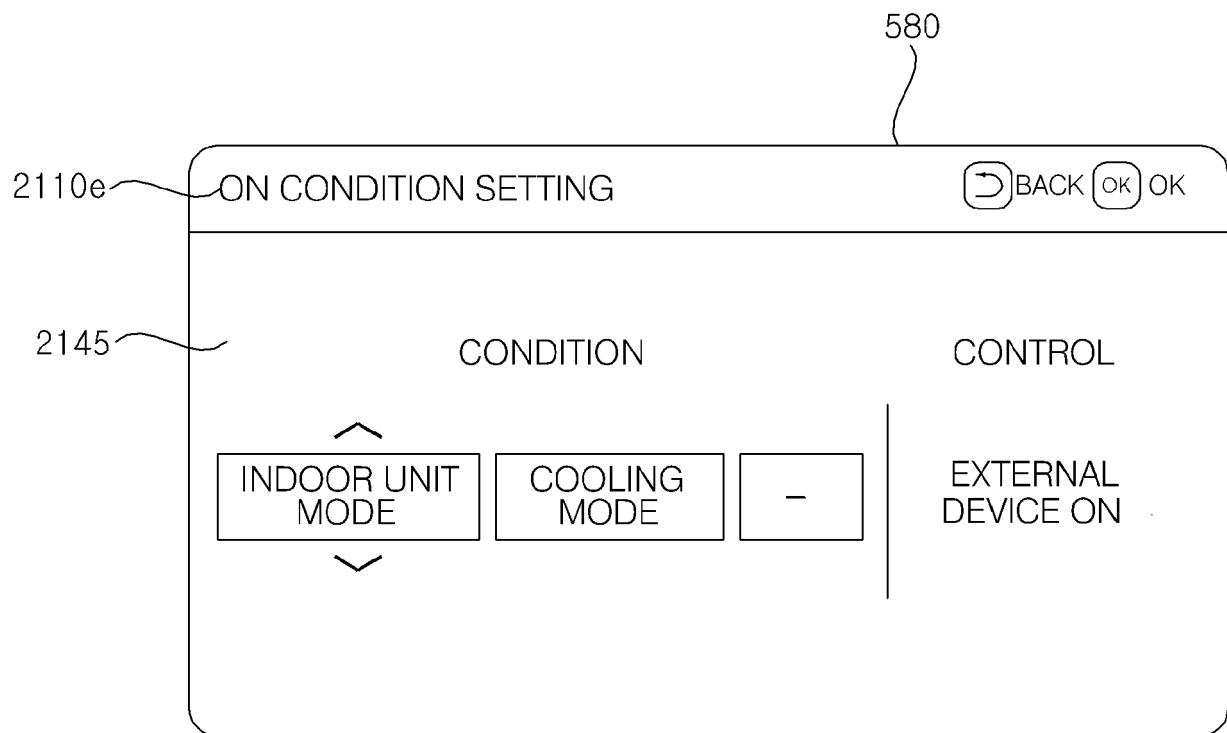 580
2110e
ON CONDITION SETTING
BACK OK OK
2145
CONDITION
CONTROL
INDOOR UNIT
MODE
COOLING
MODE
–
EXTERNAL
DEVICE ON